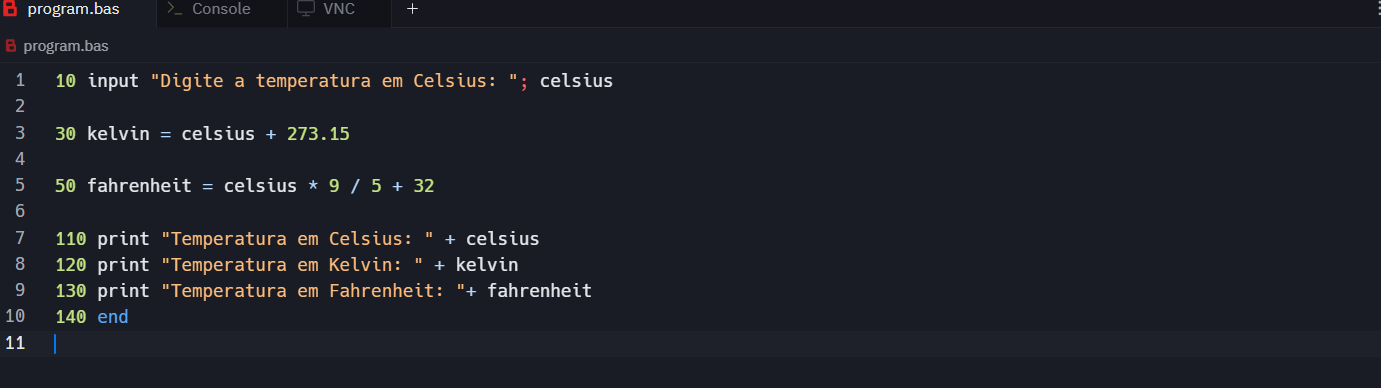 program.bas Console VNC +
program.bas
1 10 input "Digite a temperatura em Celsius: "; celsius
2
3 30 kelvin = celsius + 273.15
4
5 50 fahrenheit = celsius * 9 / 5 + 32
6
7 110 print "Temperatura em Celsius: " + celsius
8 120 print "Temperatura em Kelvin: " + kelvin
9 130 print "Temperatura em Fahrenheit: "+ fahrenheit
10 140 end
11